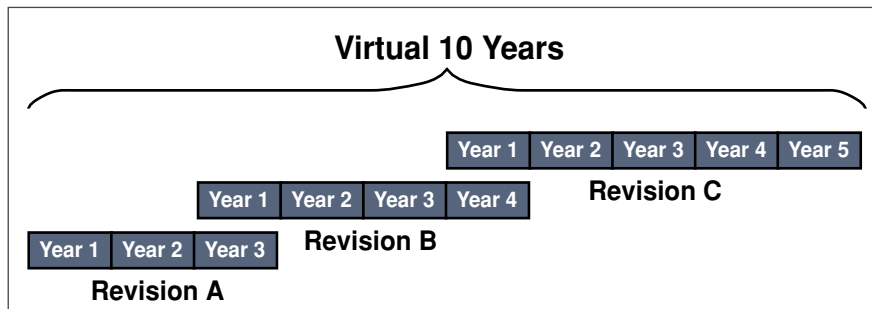 Virtual 10 Years
Year 1 Year 2 Year 3 Year 4 Year 5
Revision C
Year 1 Year 2 Year 3 Year 4
Revision B
Year 1 Year 2 Year 3
Revision A